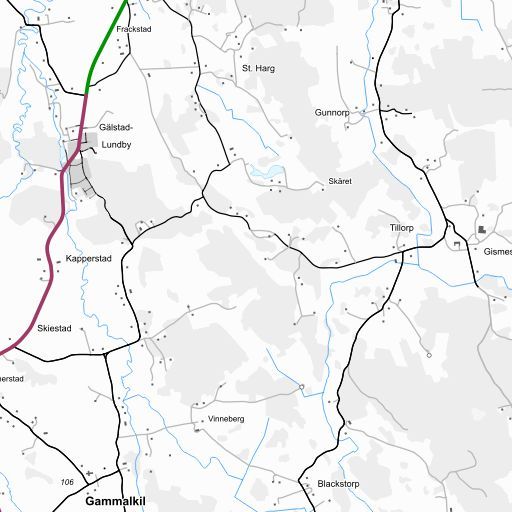 Frackstad
St. Harg
Gunnorp
Gälstad-
Lundby
Skäret
Tillorp
Gismes
Kapperstad
Skiestad
nerstad
Vinneberg
106
Gammalkil
Blackstorp